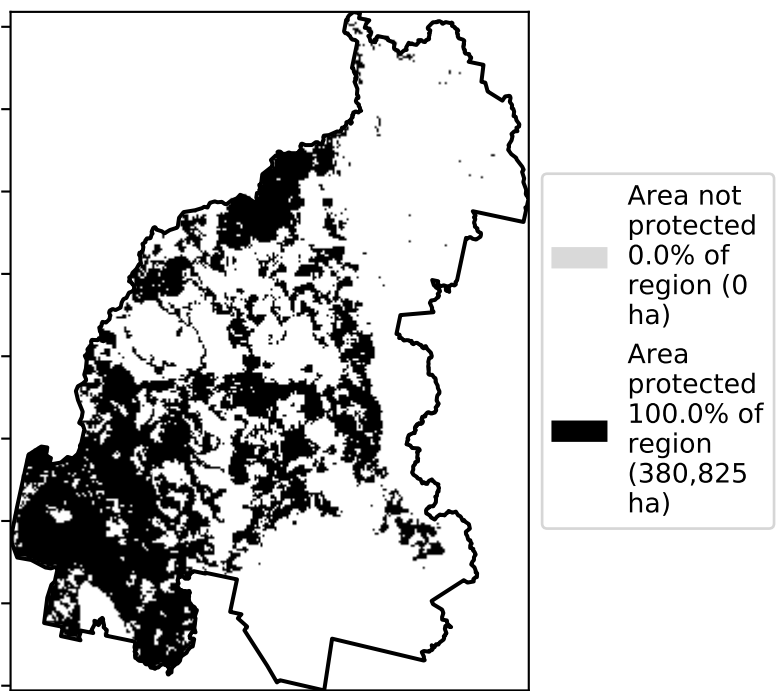 Area not
protected
0.0% of
region (0
ha)
Area
protected
100.0% of
region
(380,825
ha)